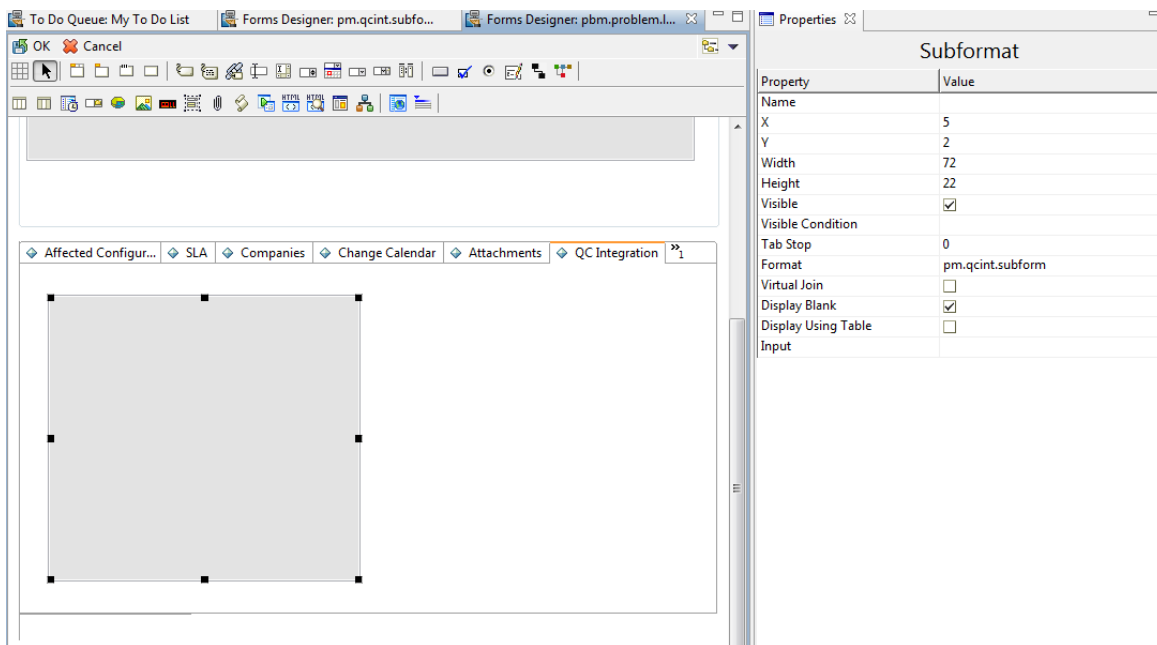 To Do Queue: My To Do List Forms Designer: pm.qcint.subfo... Forms Designer: pbm.problem.l... Properties
OK Cancel
Subformat
Property Value
Name
X 5
Y 2
Width 72
Height 22
Visible
Visible Condition
Tab Stop 0
Format pm.qcint.subform
Virtual Join
Display Blank
Display Using Table
Input
HTML HTML
Affected Configur... SLA Companies Change Calendar Attachments QC Integration »1